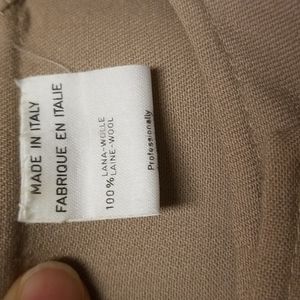 MADE IN ITALY
FABRIQUE EN ITALIE
100% LANA-WOLLE
LAINE-WOOL
Professionally